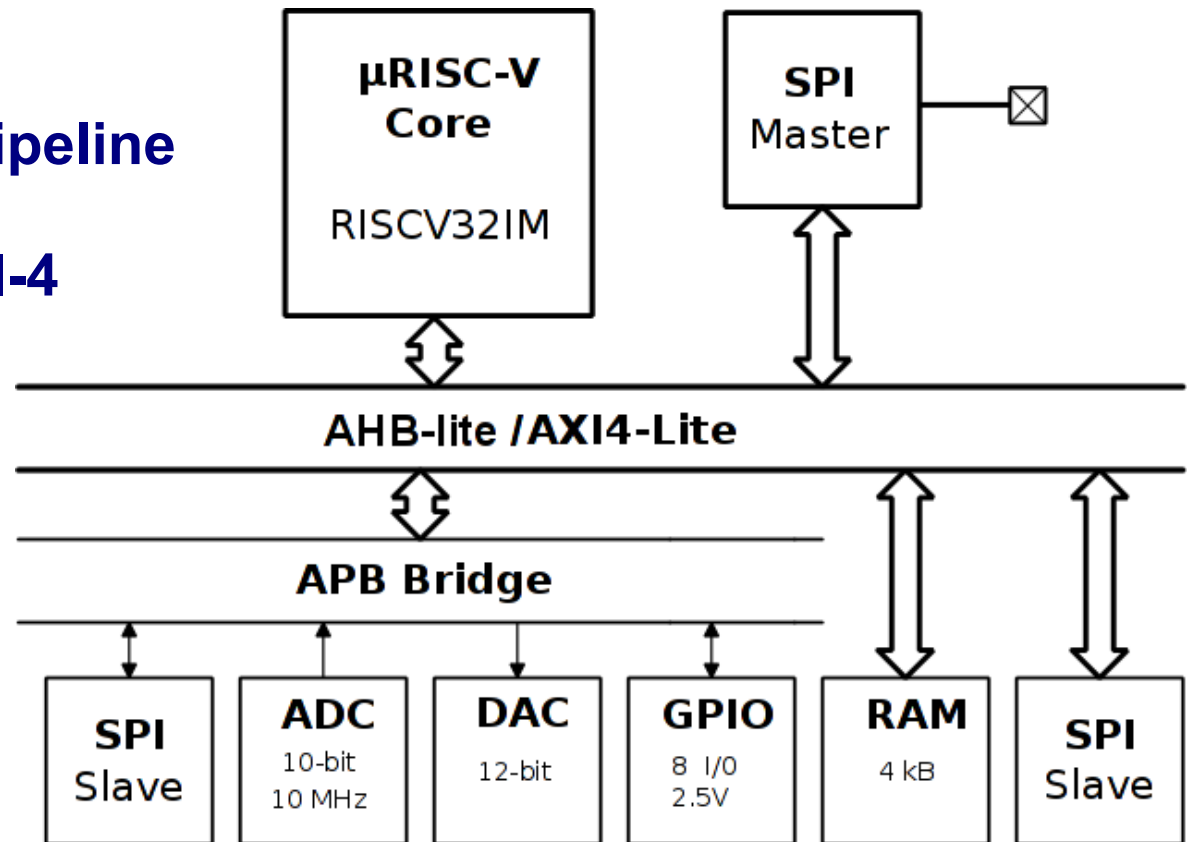 ipeline
I-4
µRISC-V
Core
RISCV32IM
SPI
Master
AHB-lite /AXI4-Lite
APB Bridge
SPI
Slave
ADC
10-bit
10 MHz
DAC
12-bit
GPIO
8 I/0
2.5V
RAM
4 kB
SPI
Slave